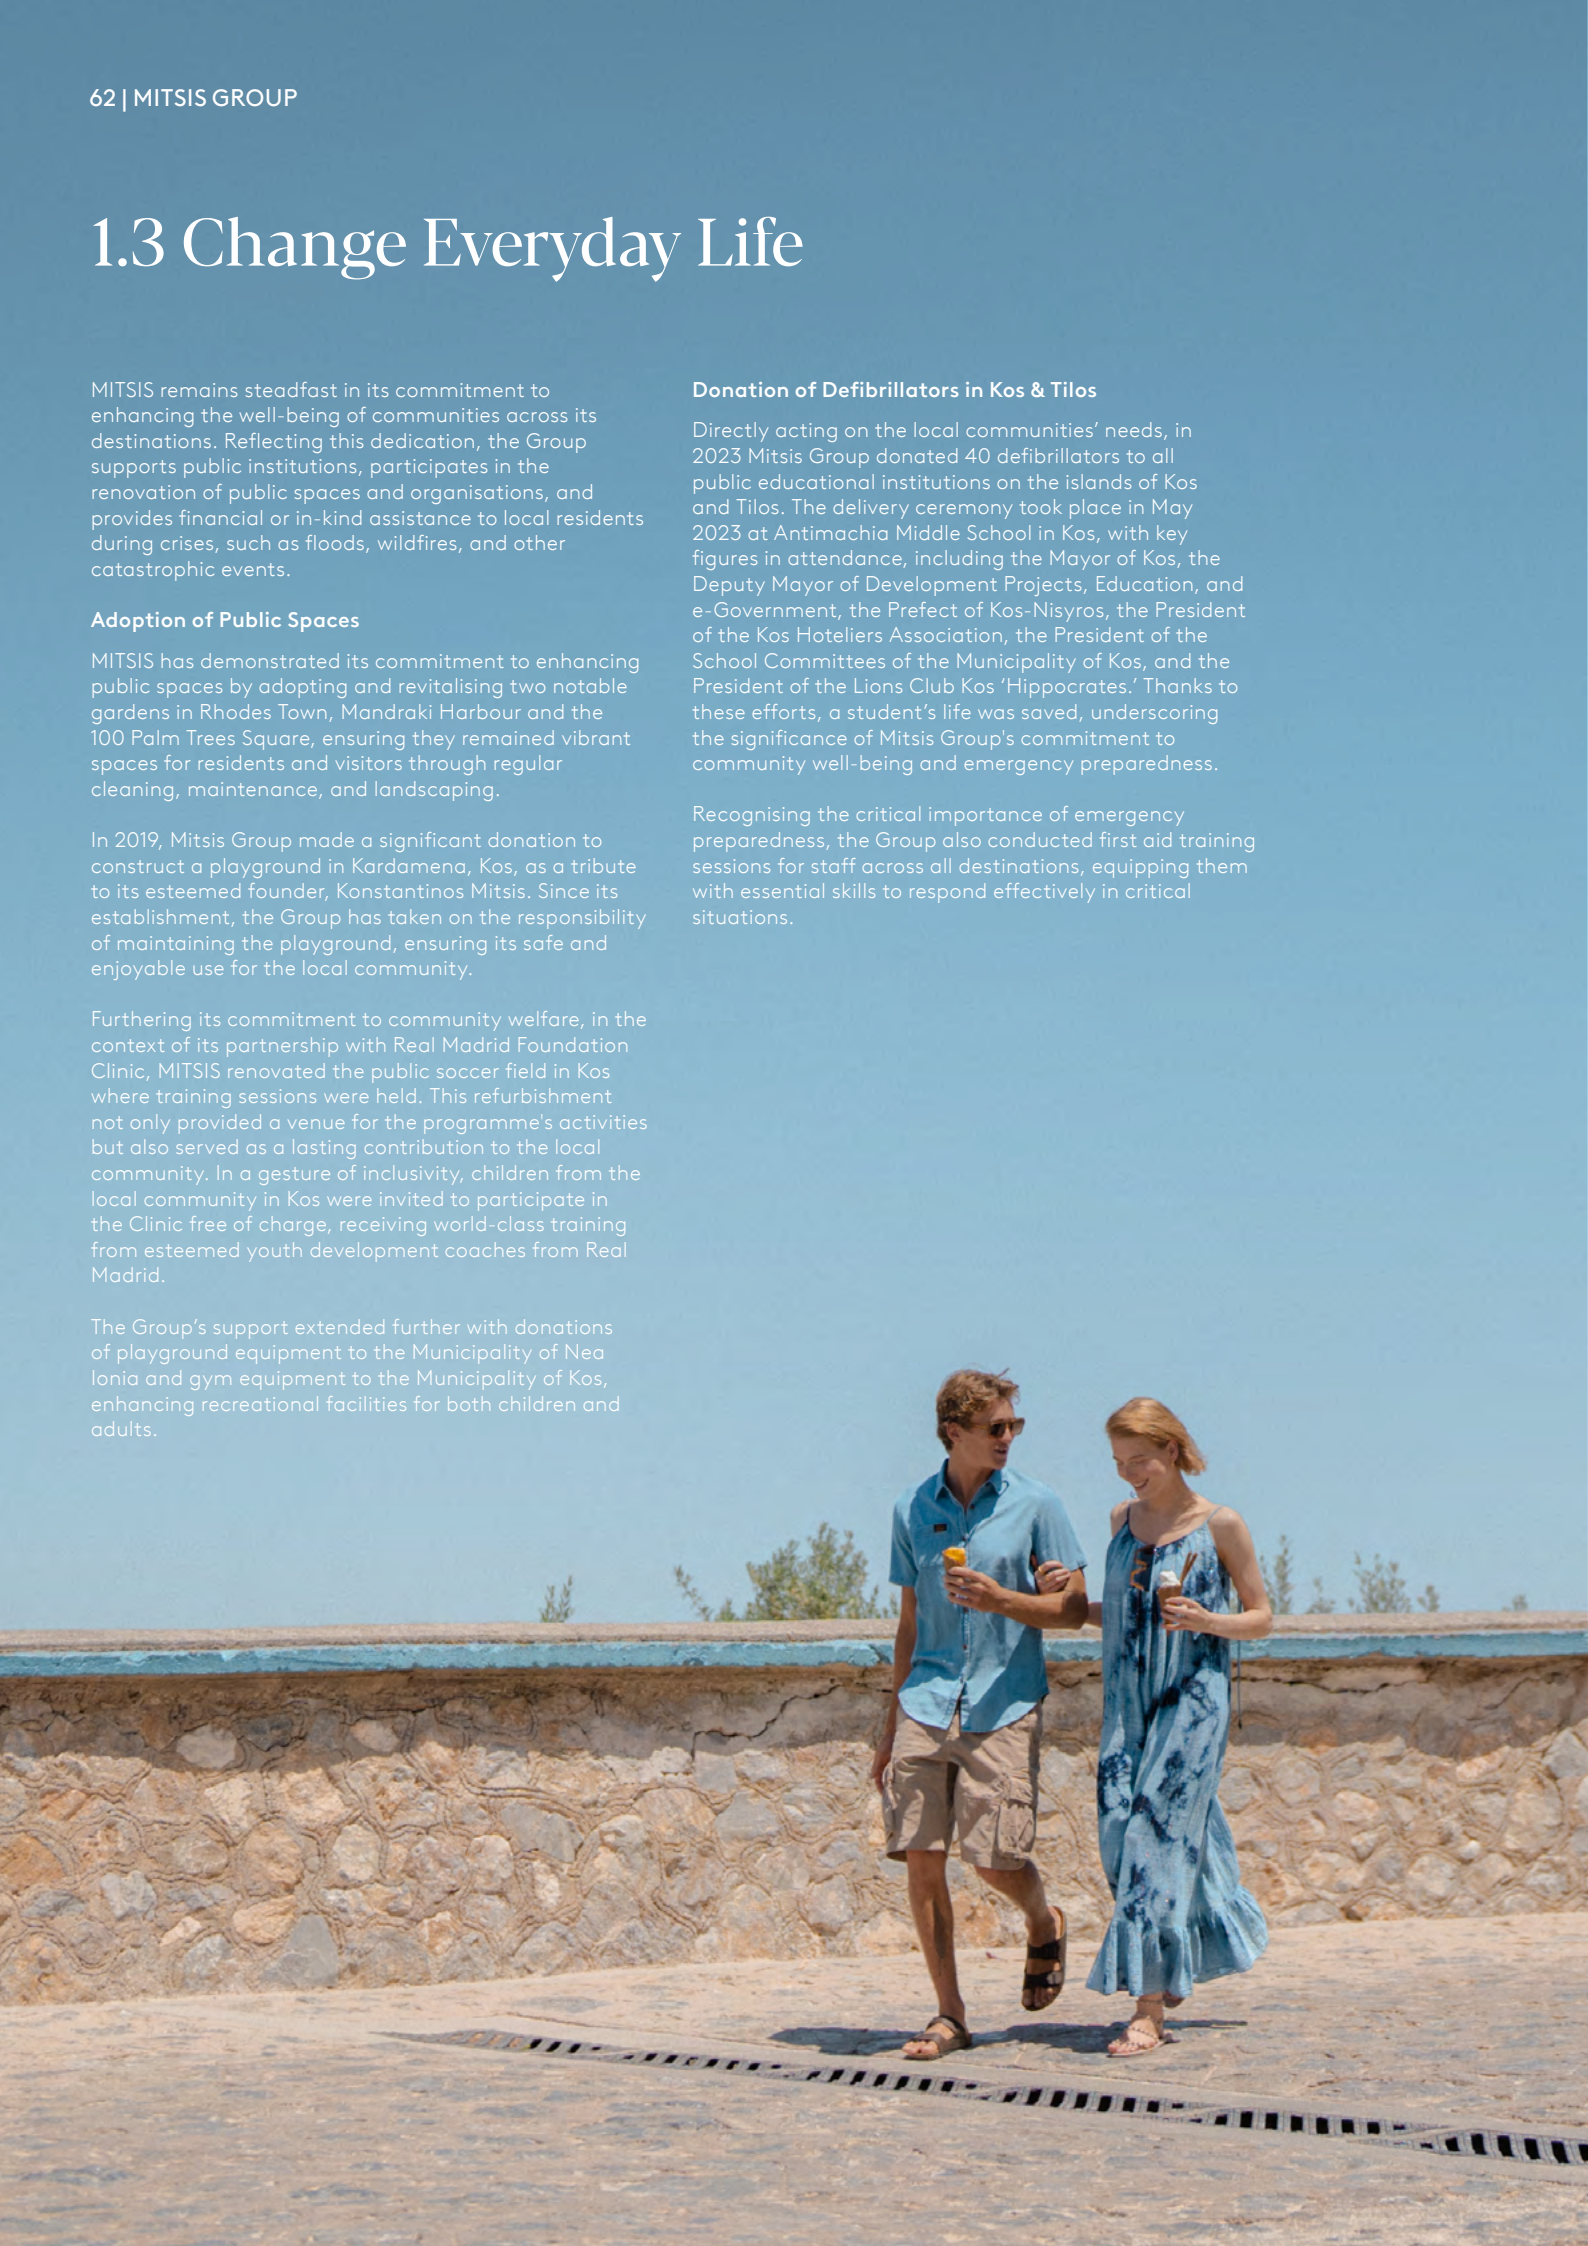 62 | MITSIS GROUP
1.3 Change Everyday Life
MITSIS remains steadfast in its commitment to
enhancing the well-being of communities across its
destinations. Reflecting this dedication, the Group
supports public institutions, participates in the
renovation of public spaces and organisations, and
provides financial or in-kind assistance to local residents
during crises, such as floods, wildfires, and other
catastrophic events.
Adoption of Public Spaces
MITSIS has demonstrated its commitment to enhancing
public spaces by adopting and revitalising two notable
gardens in Rhodes Town, Mandraki Harbour and the
100 Palm Trees Square, ensuring they remained vibrant
spaces for residents and visitors through regular
cleaning, maintenance, and landscaping.
In 2019, Mitsis Group made a significant donation to
construct a playground in Kardamena, Kos, as a tribute
to its esteemed founder, Konstantinos Mitsis. Since its
establishment, the Group has taken on the responsibility
of maintaining the playground, ensuring its safe and
enjoyable use for the local community.
Furthering its commitment to community welfare, in the
context of its partnership with Real Madrid Foundation
Clinic, MITSIS renovated the public soccer field in Kos
where training sessions were held. This refurbishment
not only provided a venue for the programme's activities
but also served as a lasting contribution to the local
community. In a gesture of inclusivity, children from the
local community in Kos were invited to participate in
the Clinic free of charge, receiving world-class training
from esteemed youth development coaches from Real
Madrid.
The Group’s support extended further with donations
of playground equipment to the Municipality of Nea
Ionia and gym equipment to the Municipality of Kos,
enhancing recreational facilities for both children and
adults.
Donation of Defibrillators in Kos & Tilos
Directly acting on the local communities’ needs, in
2023 Mitsis Group donated 40 defibrillators to all
public educational institutions on the islands of Kos
and Tilos. The delivery ceremony took place in May
2023 at Antimachia Middle School in Kos, with key
figures in attendance, including the Mayor of Kos, the
Deputy Mayor of Development Projects, Education, and
e-Government, the Prefect of Kos-Nisyros, the President
of the Kos Hoteliers Association, the President of the
School Committees of the Municipality of Kos, and the
President of the Lions Club Kos ‘Hippocrates.’ Thanks to
these efforts, a student’s life was saved, underscoring
the significance of Mitsis Group's commitment to
community well-being and emergency preparedness.
Recognising the critical importance of emergency
preparedness, the Group also conducted first aid training
sessions for staff across all destinations, equipping them
with essential skills to respond effectively in critical
situations.